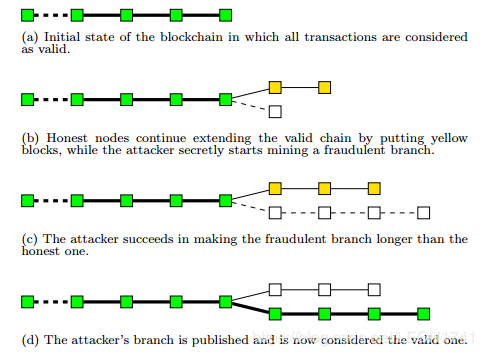 (a) Initial state of the blockchain in which all transactions are considered
as valid.
(b) Honest nodes continue extending the valid chain by putting yellow
blocks, while the attacker secretly starts mining a fraudulent branch.
(c) The attacker succeeds in making the fraudulent branch longer than the
honest one.
(d) The attacker's branch is published and is now considered the valid one.